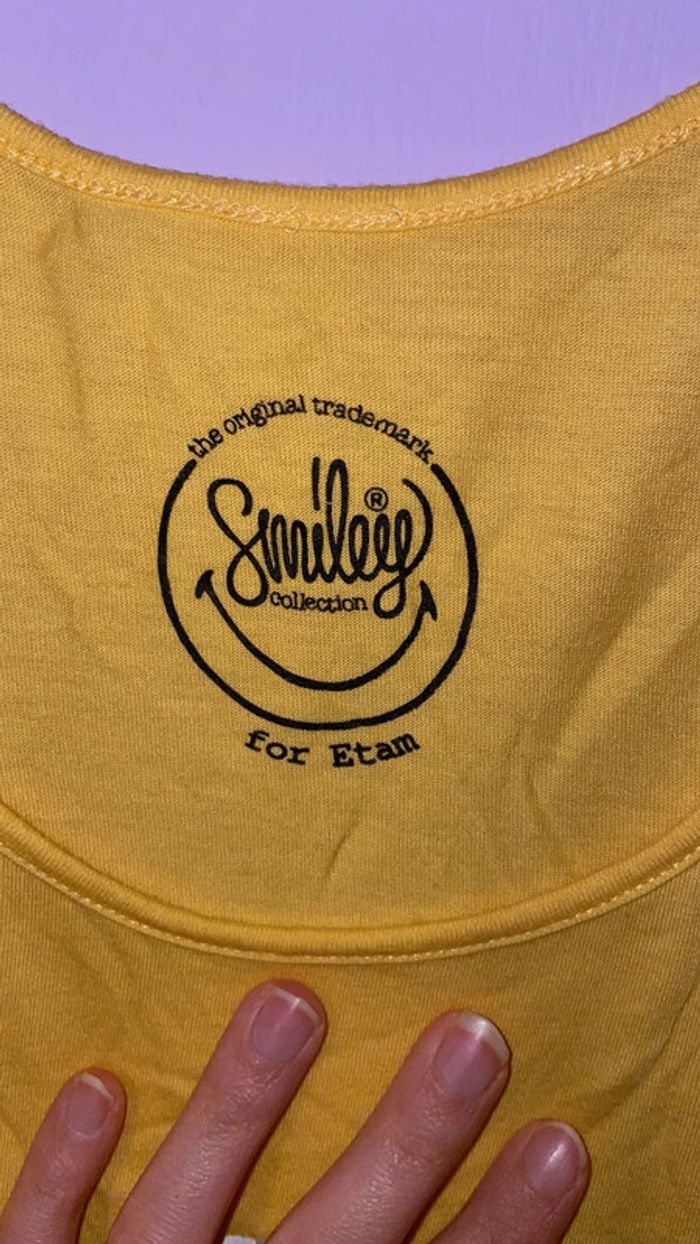 the original trademark
Smiley®
collection
for Etam